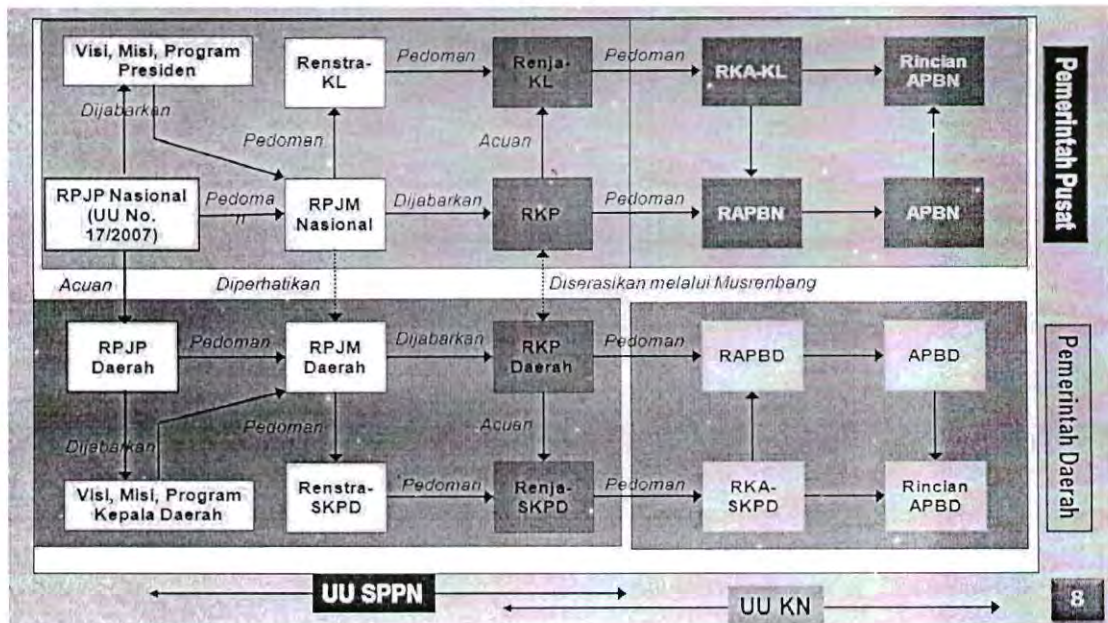 Visi, Misi, Program
Presiden
Renstra-
KL
Pedoman
Renja-
KL
Pedoman
RKA-KL
Rincian
APBN
Dijabarkan
Pedoman
Acuan
RPJP Nasional
(UU No.
17/2007)
Pedoma
n
RPJM
Nasional
Dijabarkan
RKP
Pedoman
RAPBN
APBN
Pemerintah Pusat
Acuan
Diperhatikan
Diserasikan melalui Musrenbang
RPJP
Daerah
Pedoman
RPJM
Daerah
Dijabarkan
RKP
Daerah
Pedoman
RAPBD
APBD
Dijabarkan
Pedoman
Acuan
Visi, Misi, Program
Kepala Daerah
Renstra-
SKPD
Pedoman
Renja-
SKPD
Pedoman
RKA-
SKPD
Rincian
APBD
Pemerintah Daerah
UU SPPN
UU KN
8